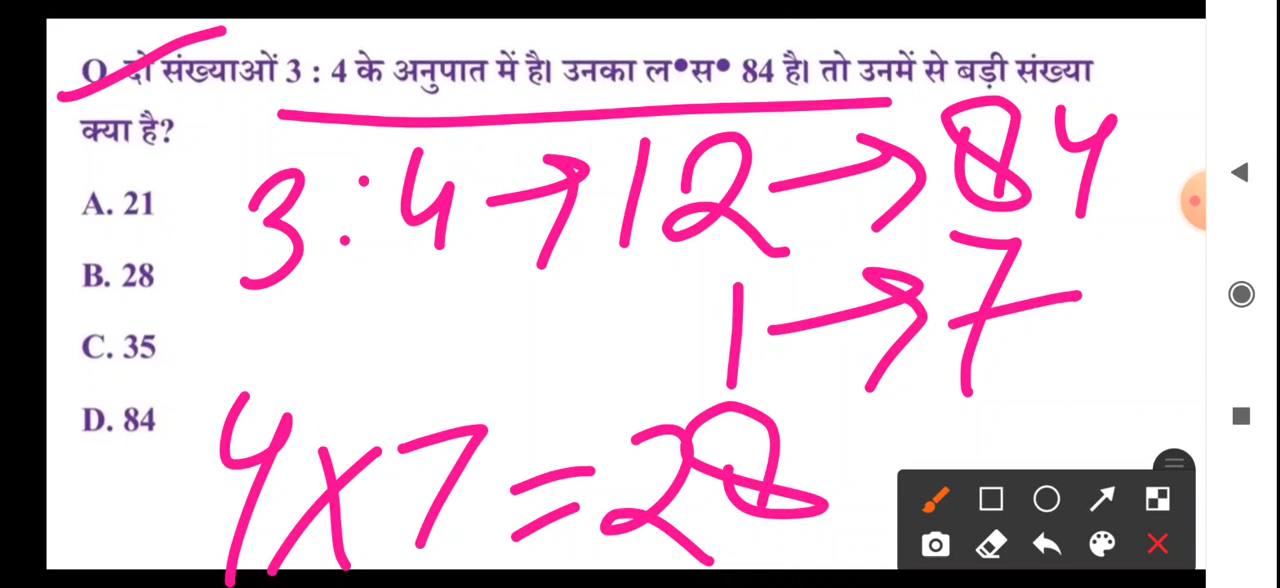 Q. दो संख्याओं 3 : 4 के अनुपात में है। उनका ल•स• 84 है। तो उनमें से बड़ी संख्या
क्या है?
3 : 4 → 12 → 84
A. 21
B. 28
1 → 7
C. 35
D. 84
4 x 7 = 28